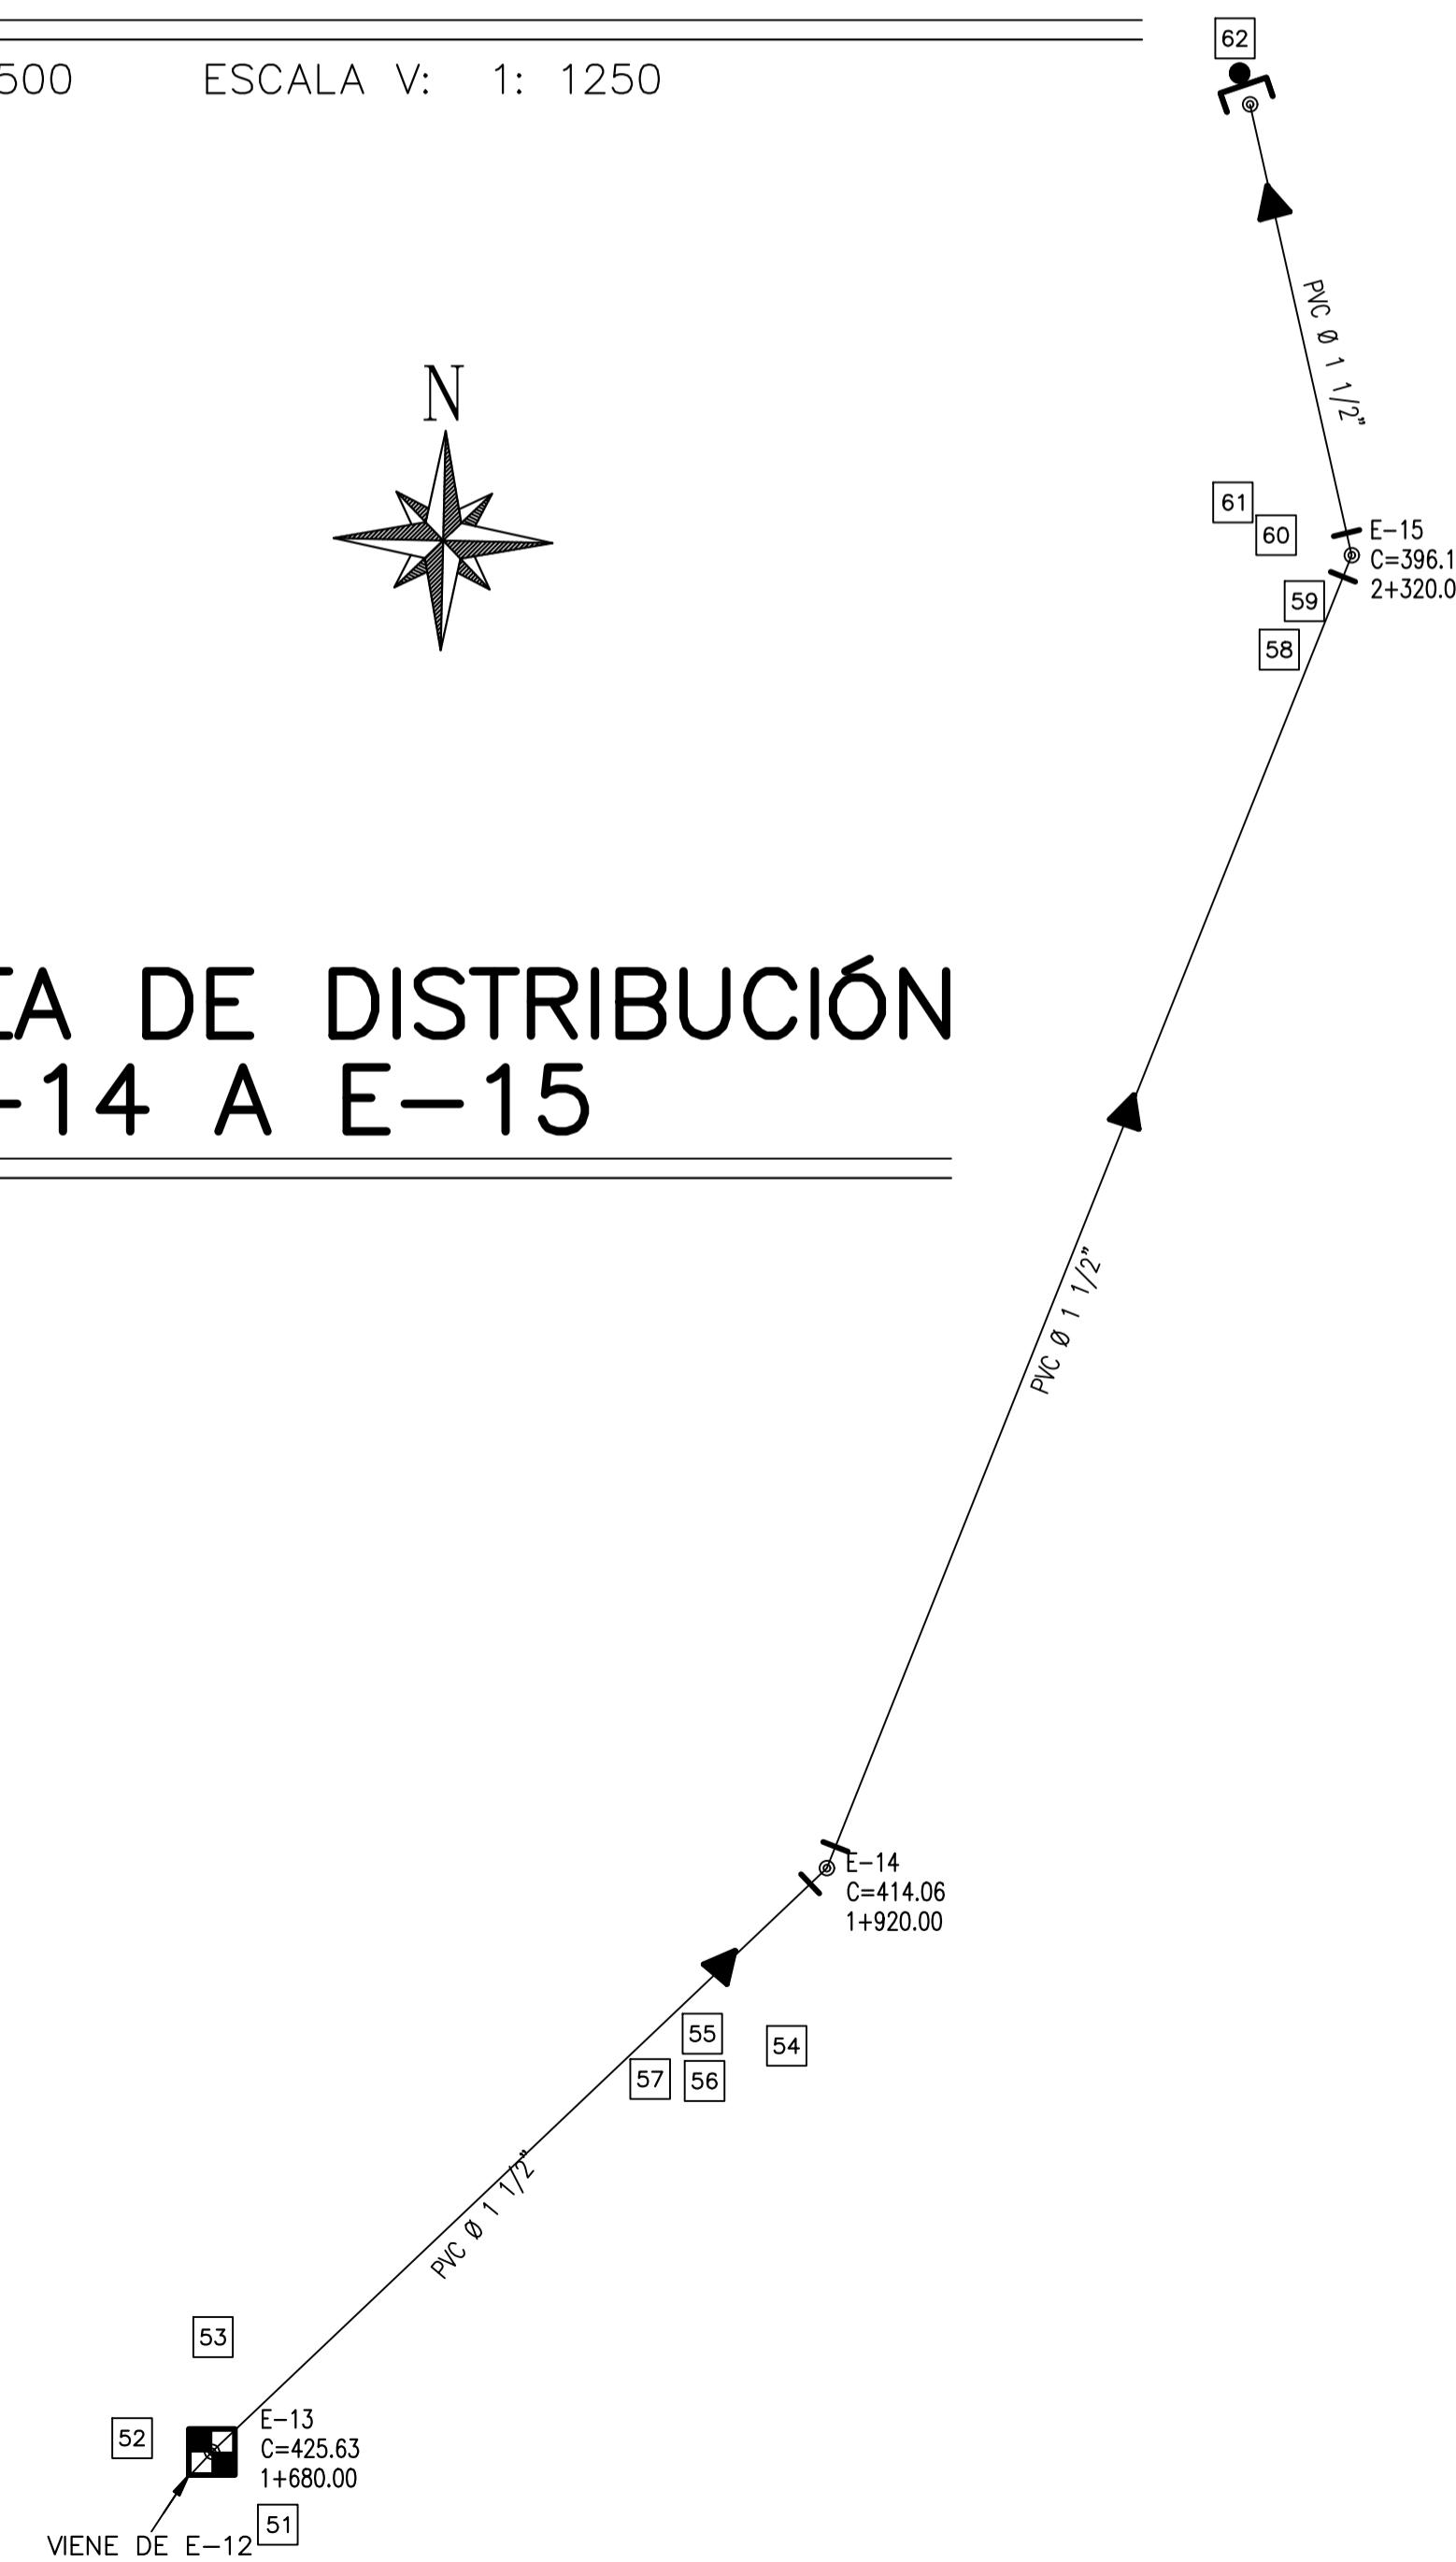 500 ESCALA V: 1: 1250
62
PVC Ø 1 1/2"
N
61
60
E-15
C=396.1
2+320.0
59
58
EA DE DISTRIBUCIÓN
-14 A E-15
PVC Ø 1 1/2"
E-14
C=414.06
1+920.00
55
54
57
56
PVC Ø 1 1/2"
53
52
E-13
C=425.63
1+680.00
51
VIENE DE E-12